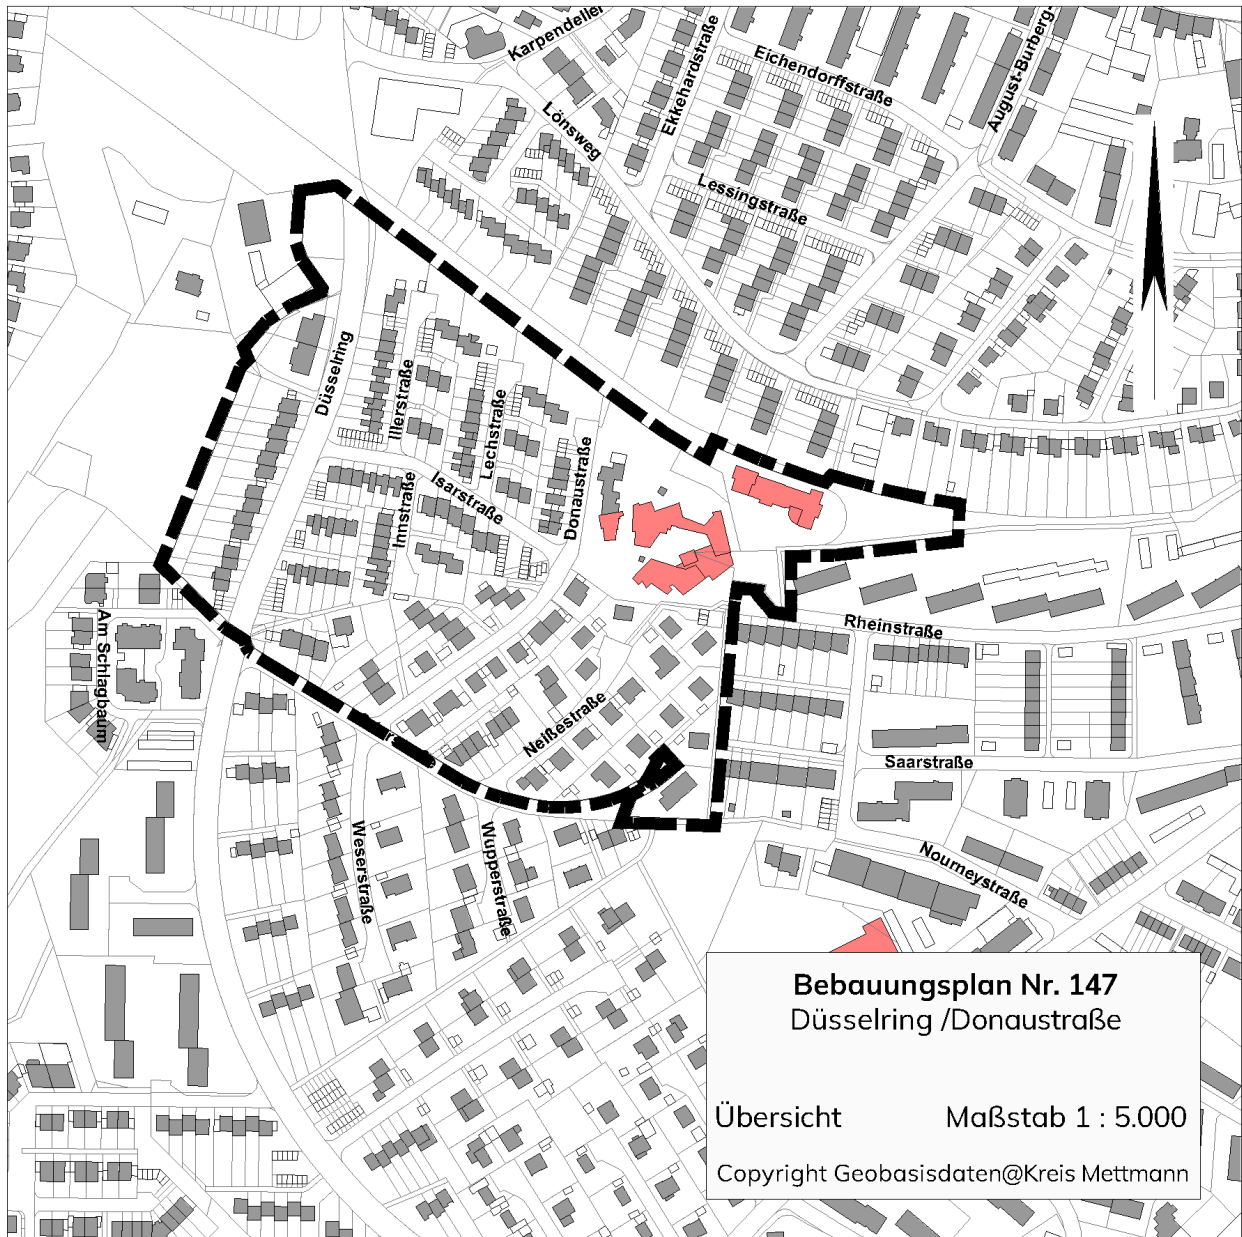 Karpendeller
Ekkehardstraße
Eichendorffstraße
August-Burberg-
Lönsweg
Lessingstraße
Düsselring
Illerstraße
Lechstraße
Donaustraße
Isarstraße
Innstraße
Am Schlagbaum
Rheinstraße
Neißestraße
Saarstraße
Weserstraße
Wupperstraße
Nourneystraße
Bebauungsplan Nr. 147
Düsselring /Donaustraße
Übersicht Maßstab 1 : 5.000
Copyright Geobasisdaten@Kreis Mettmann